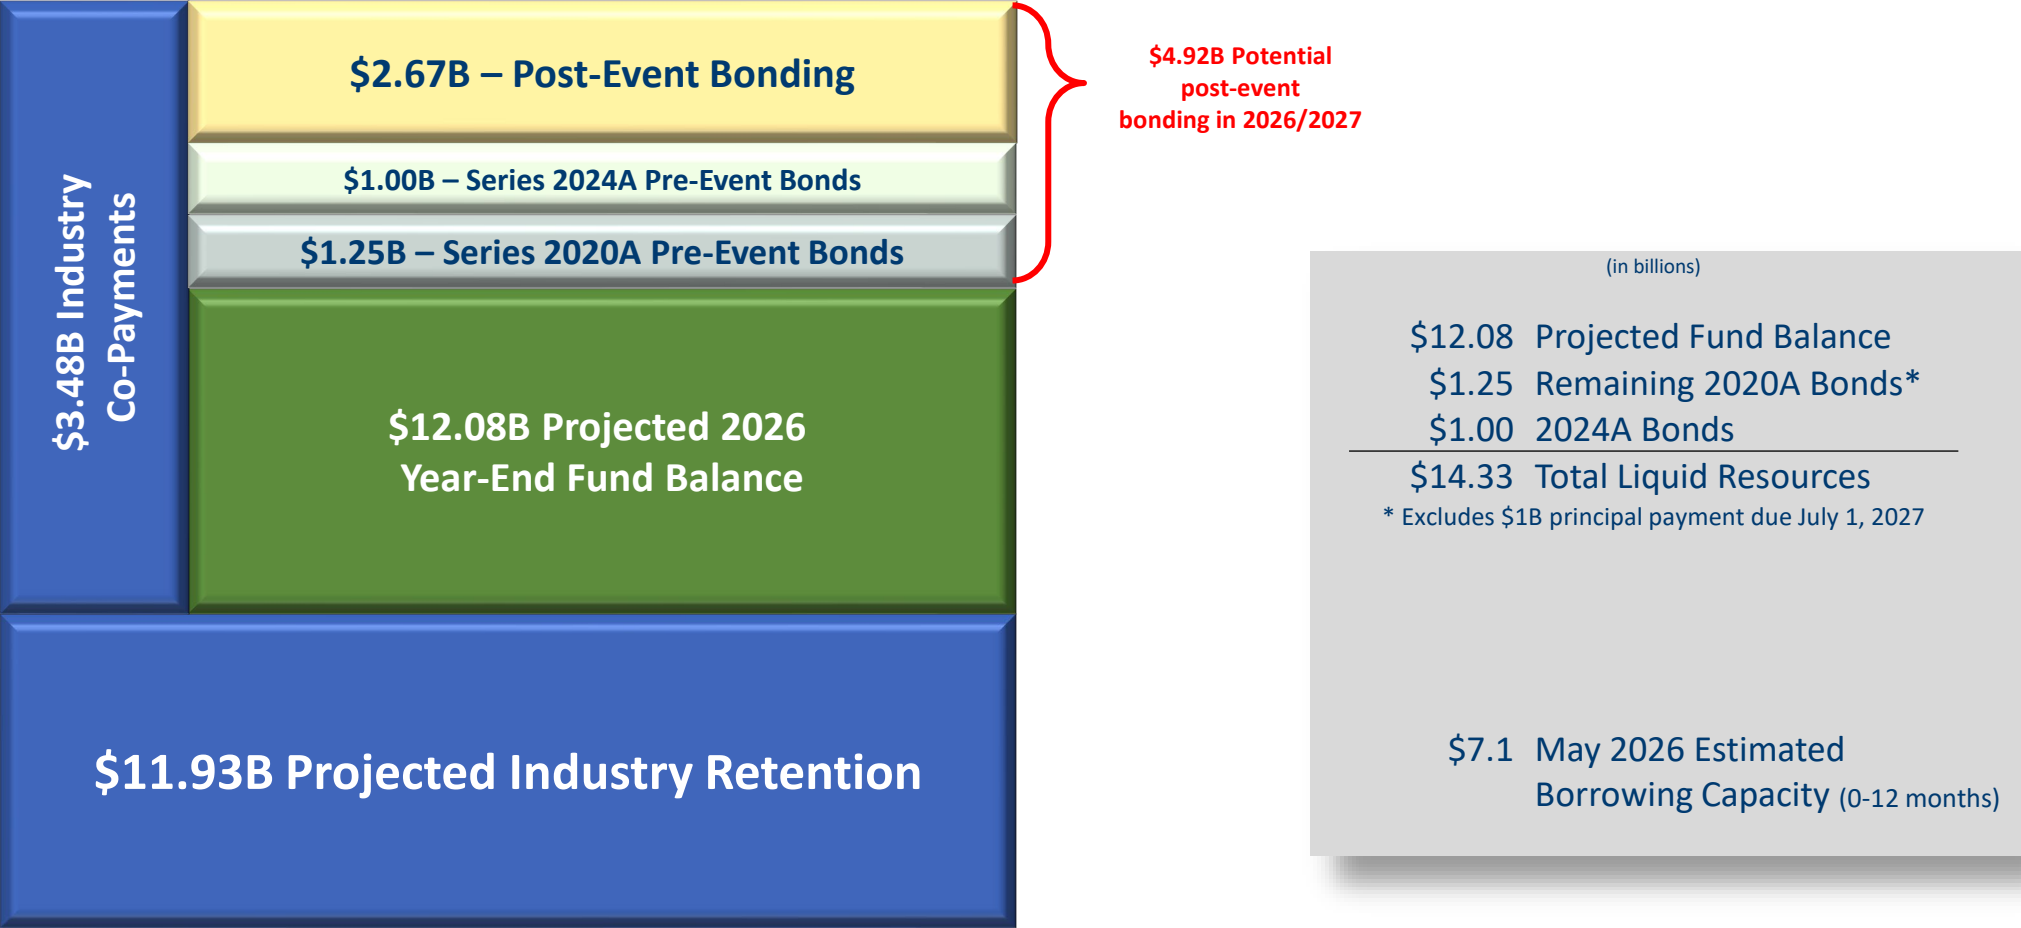 $3.48B Industry
Co-Payments
$2.67B – Post-Event Bonding
$1.00B – Series 2024A Pre-Event Bonds
$1.25B – Series 2020A Pre-Event Bonds
$12.08B Projected 2026
Year-End Fund Balance
$11.93B Projected Industry Retention
$4.92B Potential
post-event
bonding in 2026/2027
(in billions)
$12.08 Projected Fund Balance
$1.25 Remaining 2020A Bonds*
$1.00 2024A Bonds
$14.33 Total Liquid Resources
* Excludes $1B principal payment due July 1, 2027
$7.1 May 2026 Estimated
Borrowing Capacity (0-12 months)